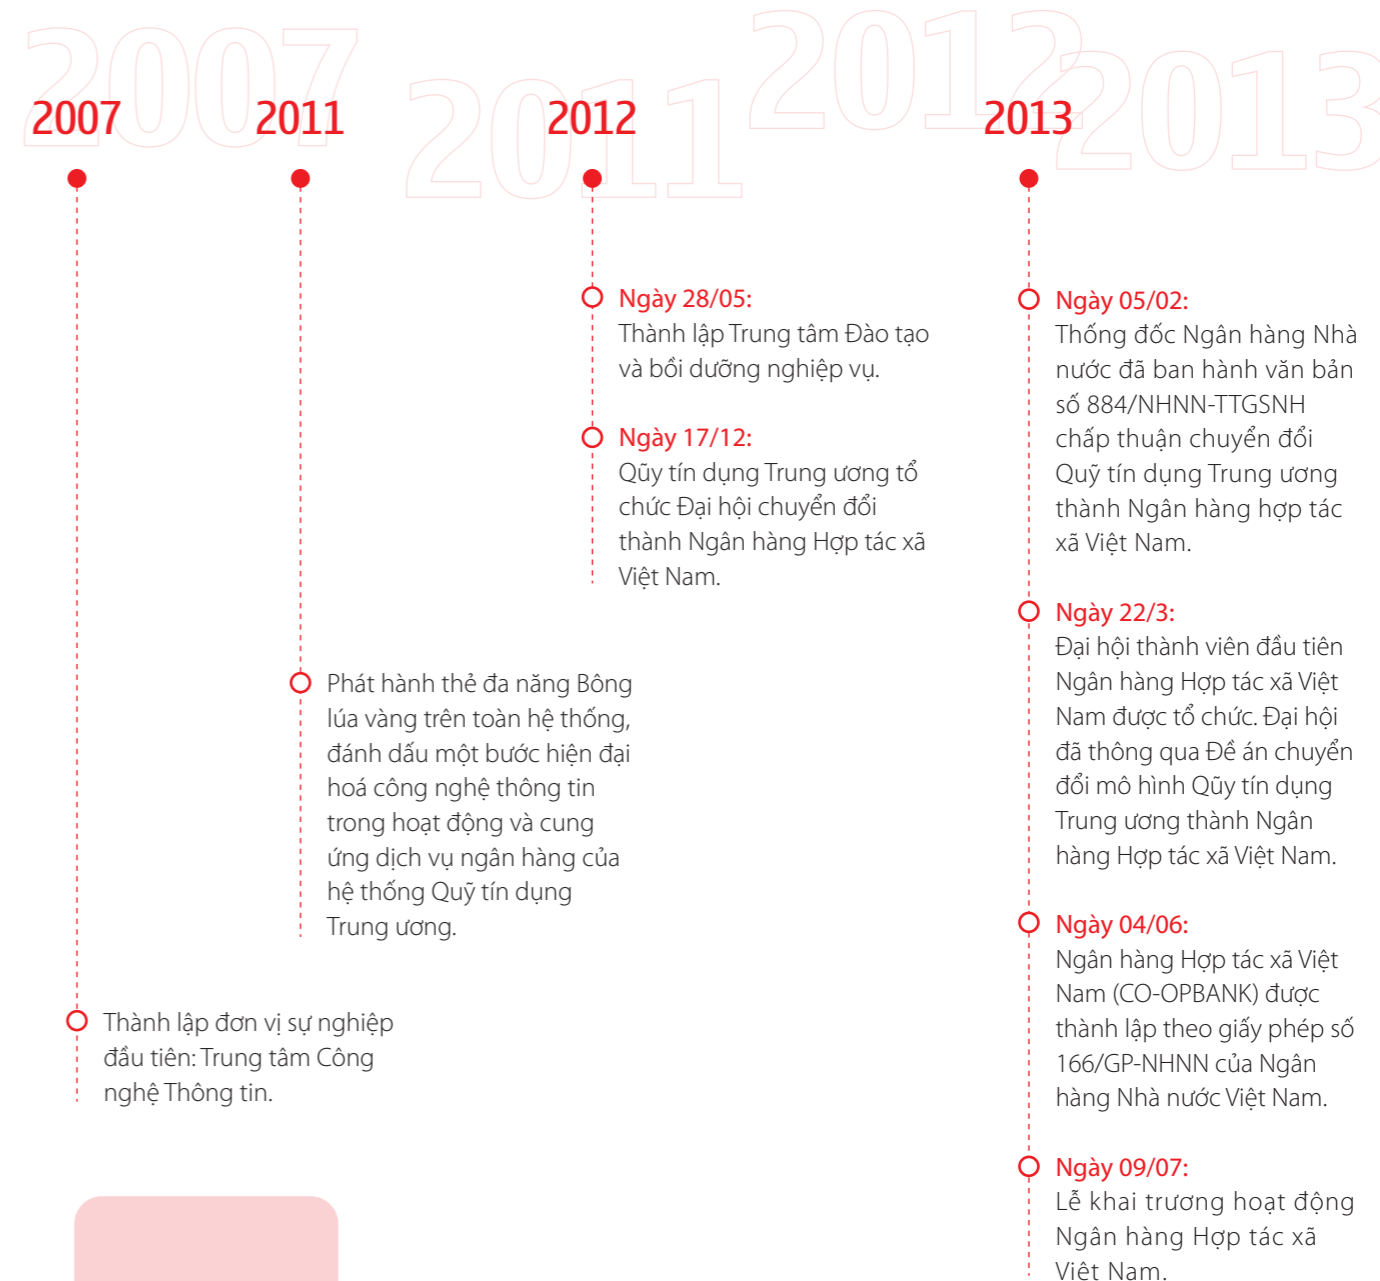 2007
2011
2012
2013
2007
Thành lập đơn vị sự nghiệp
đầu tiên: Trung tâm Công
nghệ Thông tin.
2011
Phát hành thẻ đa năng Bông
lúa vàng trên toàn hệ thống,
đánh dấu một bước hiện đại
hoá công nghệ thông tin
trong hoạt động và cung
ứng dịch vụ ngân hàng của
hệ thống Quỹ tín dụng
Trung ương.
2012
Ngày 28/05:
Thành lập Trung tâm Đào tạo
và bồi dưỡng nghiệp vụ.
Ngày 17/12:
Qũy tín dụng Trung ương tổ
chức Đại hội chuyển đổi
thành Ngân hàng Hợp tác xã
Việt Nam.
2013
Ngày 05/02:
Thống đốc Ngân hàng Nhà
nước đã ban hành văn bản
số 884/NHNN-TTGSNH
chấp thuận chuyển đổi
Quỹ tín dụng Trung ương
thành Ngân hàng hợp tác
xã Việt Nam.
Ngày 22/3:
Đại hội thành viên đầu tiên
Ngân hàng Hợp tác xã Việt
Nam được tổ chức. Đại hội
đã thông qua Đề án chuyển
đổi mô hình Qũy tín dụng
Trung ương thành Ngân
hàng Hợp tác xã Việt Nam.
Ngày 04/06:
Ngân hàng Hợp tác xã Việt
Nam (CO-OPBANK) được
thành lập theo giấy phép số
166/GP-NHNN của Ngân
hàng Nhà nước Việt Nam.
Ngày 09/07:
Lễ khai trương hoạt động
Ngân hàng Hợp tác xã
Việt Nam.